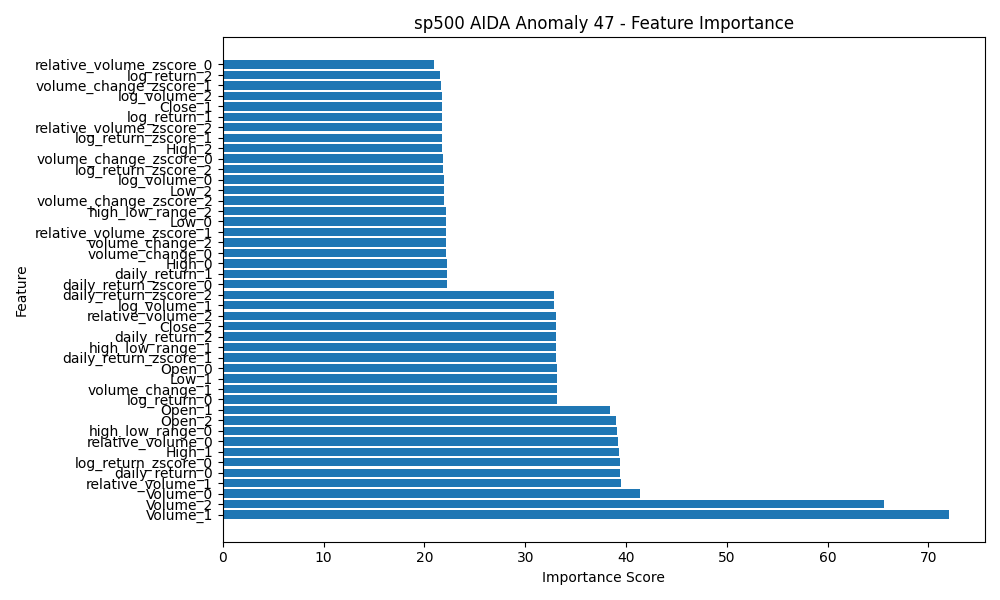 sp500 AIDA Anomaly 47 - Feature Importance
relative_volume_zscore_0
log_return_2
volume_change_zscore_1
log_volume_2
Close_1
log_return_1
relative_volume_zscore_2
log_return_zscore_1
High_2
volume_change_zscore_0
log_return_zscore_2
log_volume_0
Low_2
volume_change_zscore_2
high_low_range_2
Low_0
relative_volume_zscore_1
volume_change_2
volume_change_0
High_0
daily_return_1
daily_return_zscore_0
daily_return_zscore_2
log_volume_1
relative_volume_2
Close_2
daily_return_2
high_low_range_1
daily_return_zscore_1
Open_0
Low_1
volume_change_1
log_return_0
Open_1
Open_2
high_low_range_0
relative_volume_0
High_1
log_return_zscore_0
daily_return_0
relative_volume_1
Volume_0
Volume_2
Volume_1
Feature
0 10 20 30 40 50 60 70
Importance Score